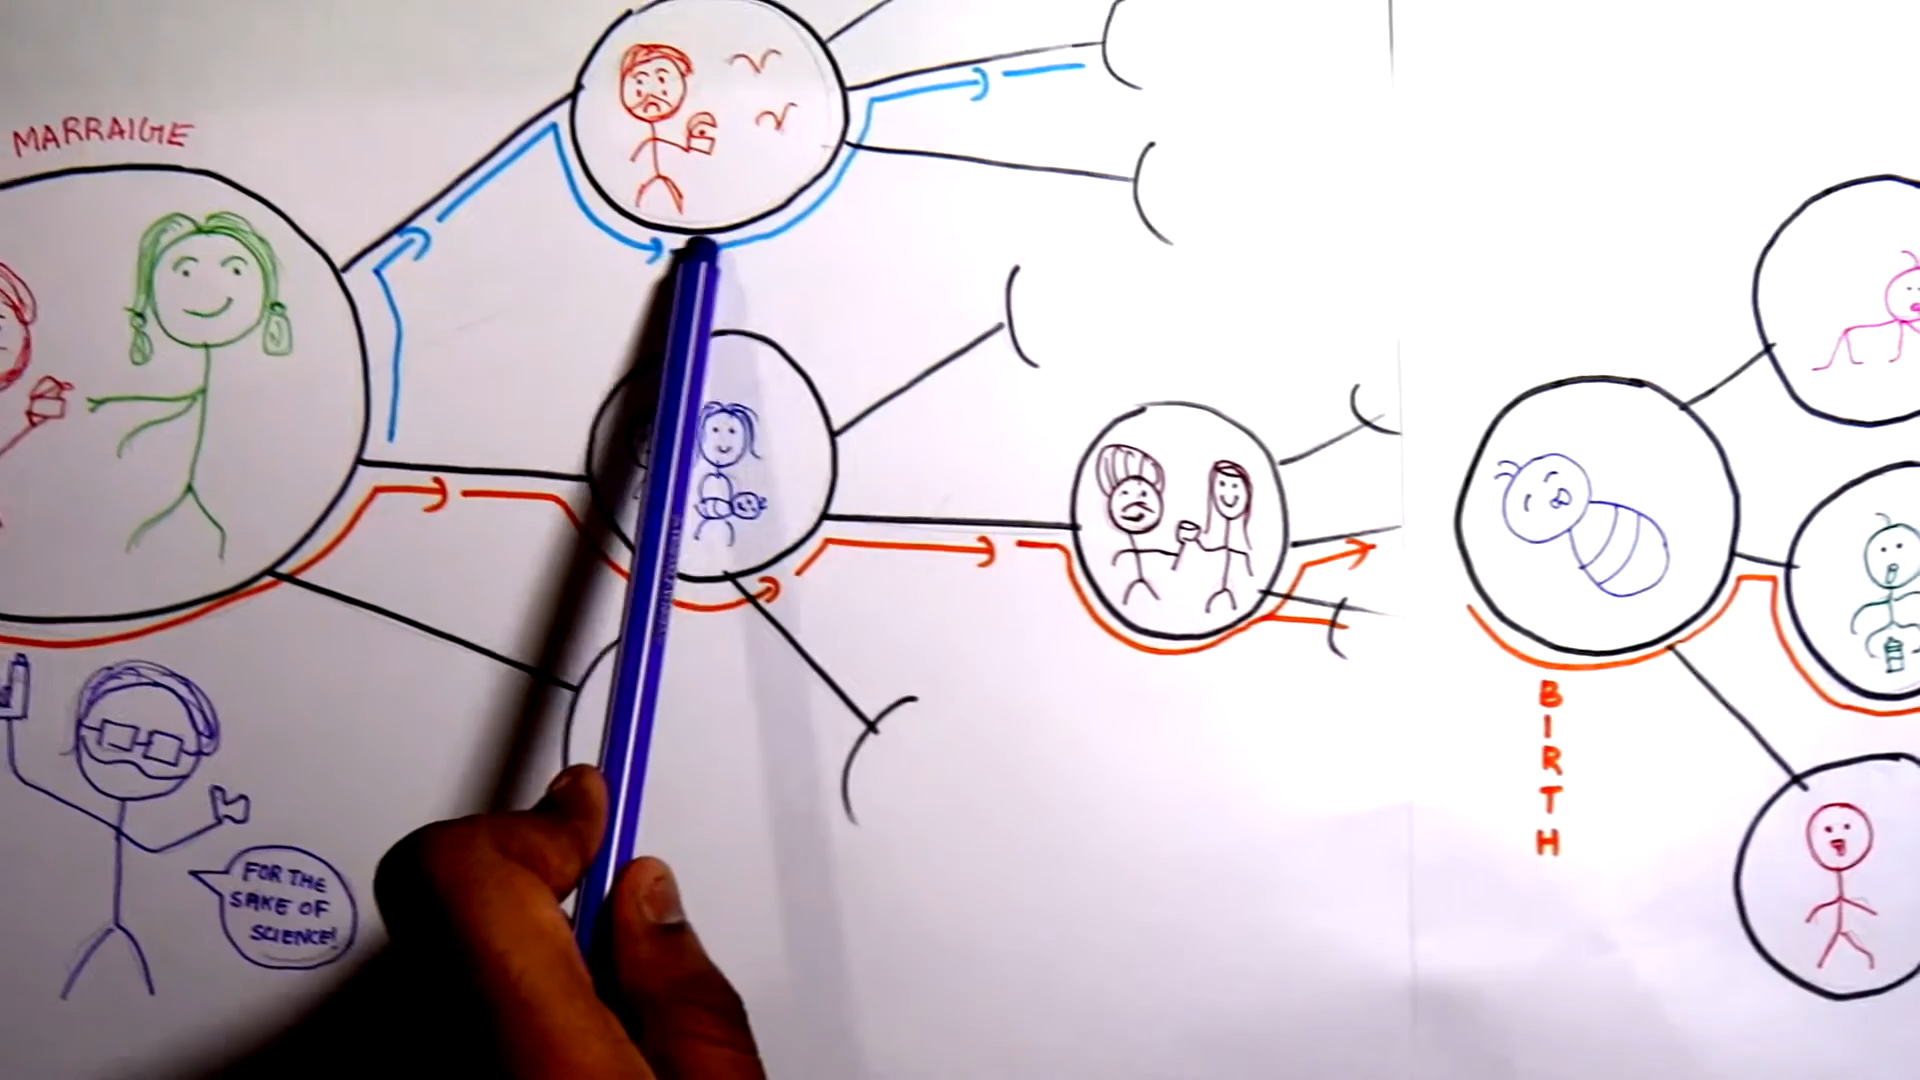 MARRAIGE
FOR THE
SAKE OF
SCIENCE!
B
I
R
T
H